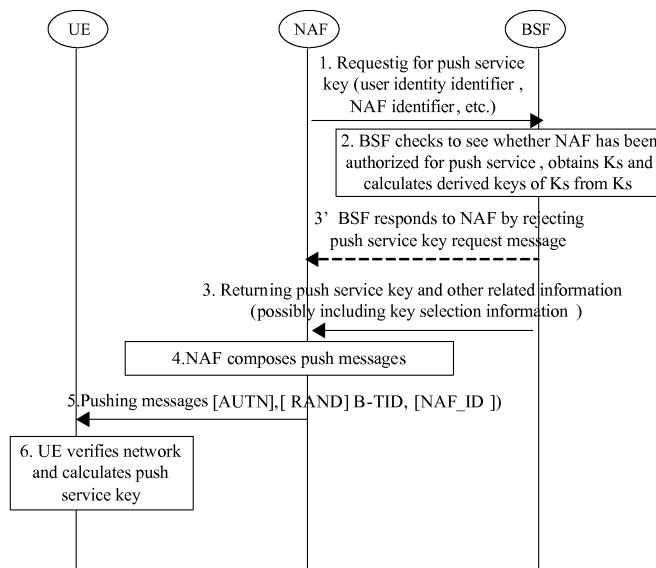 UE NAF BSF
1. Requestig for push service
key (user identity identifier ,
NAF identifier , etc.)
2. BSF checks to see whether NAF has been
authorized for push service , obtains Ks and
calculates derived keys of Ks from Ks
3’ BSF responds to NAF by rejecting
push service key request message
3. Returning push service key and other related information
(possibly including key selection information )
4.NAF composes push messages
5.Pushing messages [AUTN],[ RAND] B-TID, [NAF_ID ])
6. UE verifies network
and calculates push
service key